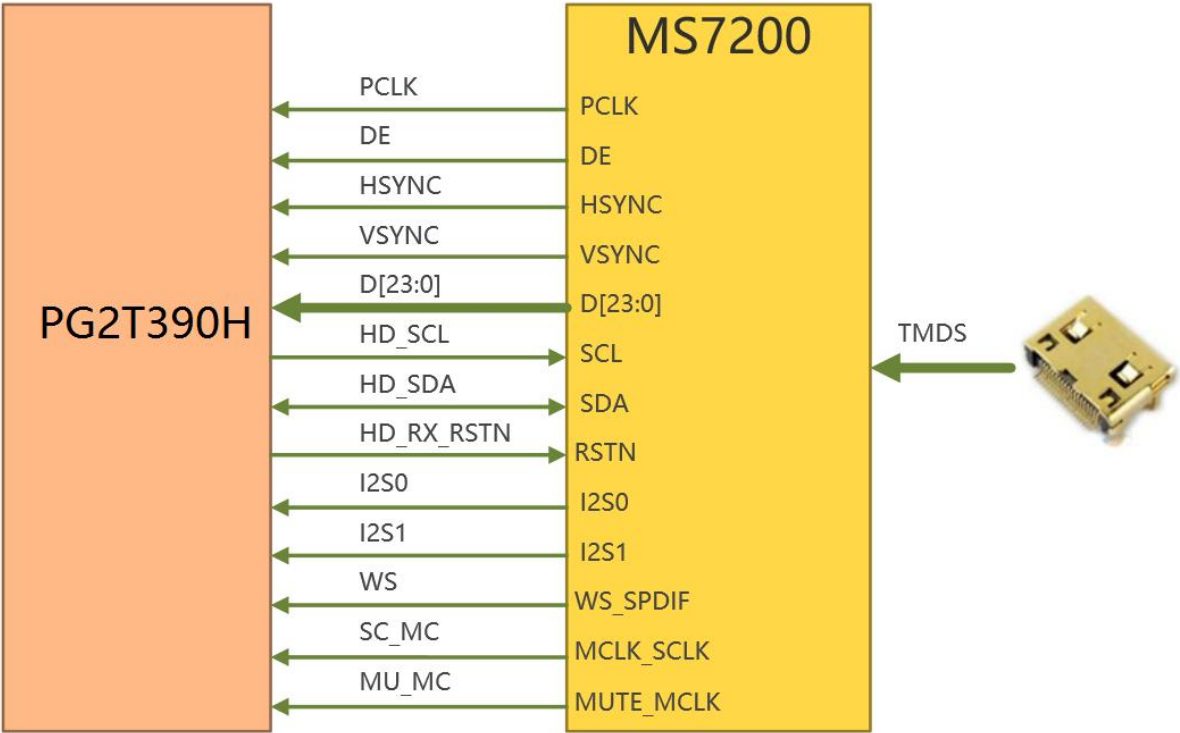 MS7200
PCLK
PCLK
DE
DE
HSYNC
HSYNC
VSYNC
VSYNC
D[23:0]
D[23:0]
PG2T390H
HD_SCL
SCL
TMDS
HD_SDA
SDA
HD_RX_RSTN
RSTN
I2S0
I2S0
I2S1
I2S1
WS
WS_SPDIF
SC_MC
MCLK_SCLK
MU_MC
MUTE_MCLK